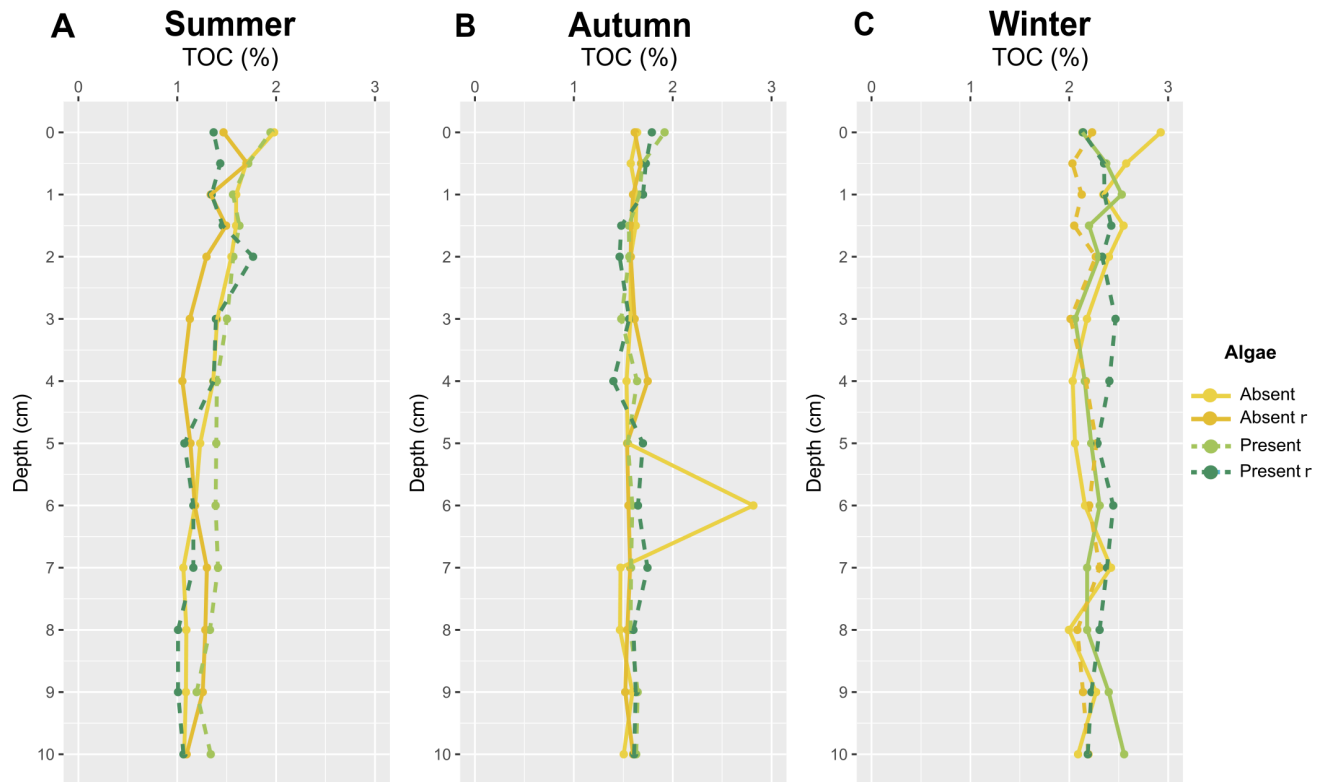 A Summer
TOC (%)
0 1 2 3
0
1
2
3
4
5
6
7
8
9
10
Depth (cm)
B Autumn
TOC (%)
0 1 2 3
0
1
2
3
4
5
6
7
8
9
10
Depth (cm)
C Winter
TOC (%)
0 1 2 3
0
1
2
3
4
5
6
7
8
9
10
Depth (cm)
Algae
Absent
Absent r
Present
Present r